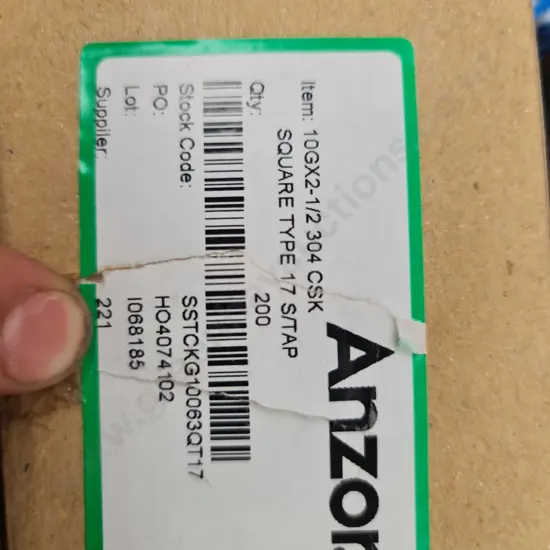 Anzor
Item: 10GX2-1/2 304 CSK
SQUARE TYPE 17 S/TAP
Qty: 200
Stock Code: SSTCKG10063QT17
PO: HO4074102
Lot: I068185
Supplier: 221